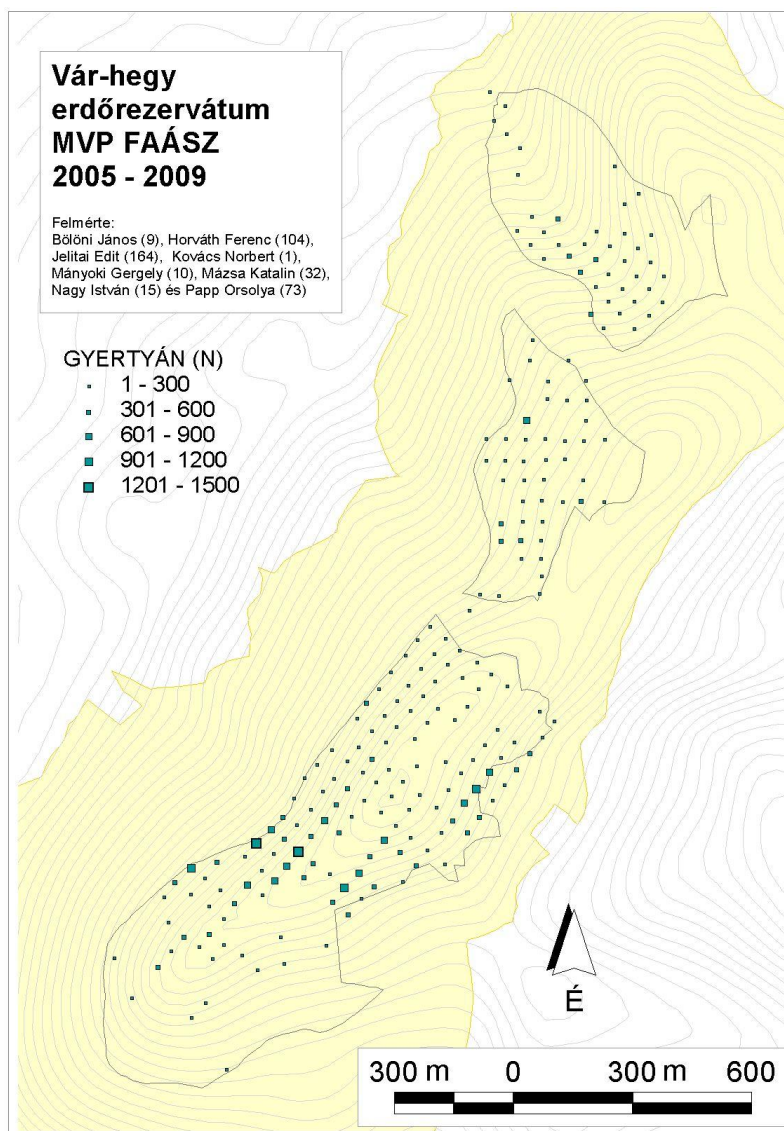 Vár-hegy
erdőrezervátum
MVP FAÁSZ
2005 - 2009
Felmérte:
Bölöni János (9), Horváth Ferenc (104),
Jelitai Edit (164), Kovács Norbert (1),
Mányoki Gergely (10), Mázsa Katalin (32),
Nagy István (15) és Papp Orsolya (73)
GYERTYÁN (N)
1 - 300
301 - 600
601 - 900
901 - 1200
1201 - 1500
É
300 m 0 300 m 600